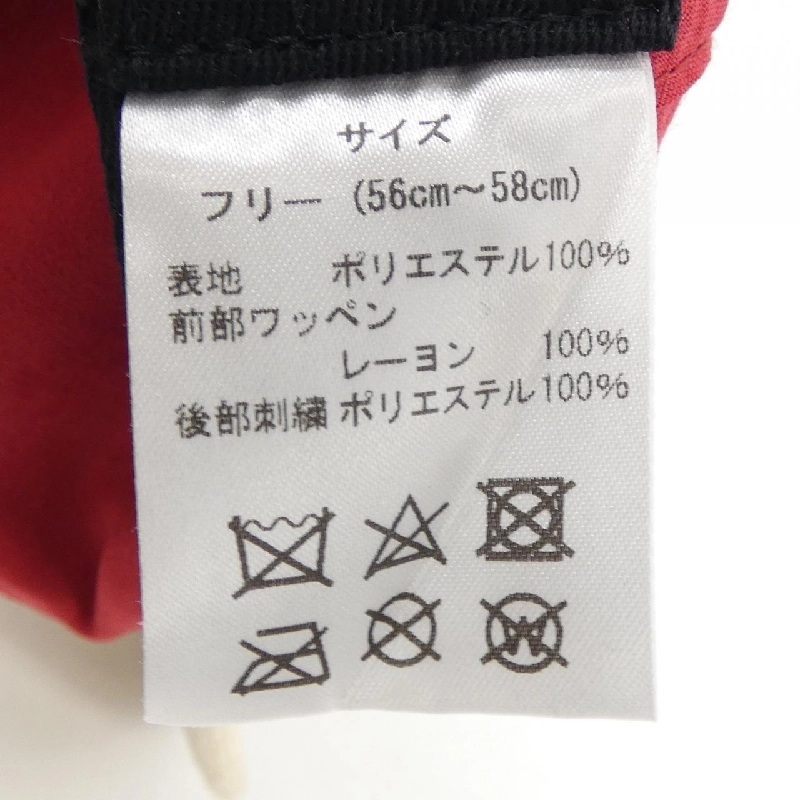 サイズ
フリー (56cm～58cm)
表地 ポリエステル100%
前部ワッペン
レーヨン 100%
後部刺繍 ポリエステル100%
W